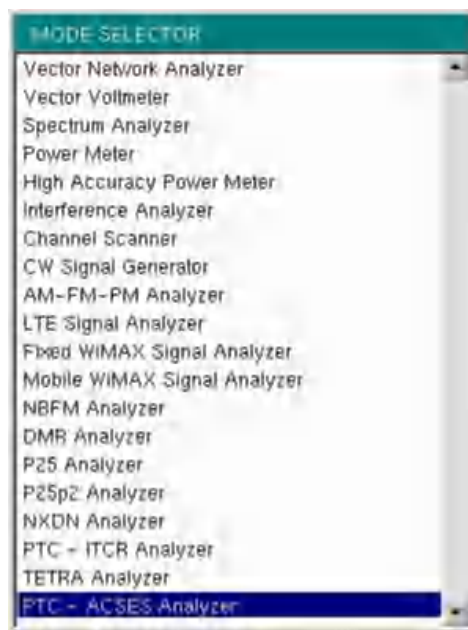 MODE SELECTOR
Vector Network Analyzer
Vector Voltmeter
Spectrum Analyzer
Power Meter
High Accuracy Power Meter
Interference Analyzer
Channel Scanner
CW Signal Generator
AM-FM-PM Analyzer
LTE Signal Analyzer
Fixed WiMAX Signal Analyzer
Mobile WiMAX Signal Analyzer
NBFM Analyzer
DMR Analyzer
P25 Analyzer
P25p2 Analyzer
NXDN Analyzer
PTC - ITCR Analyzer
TETRA Analyzer
PTC - ACSES Analyzer